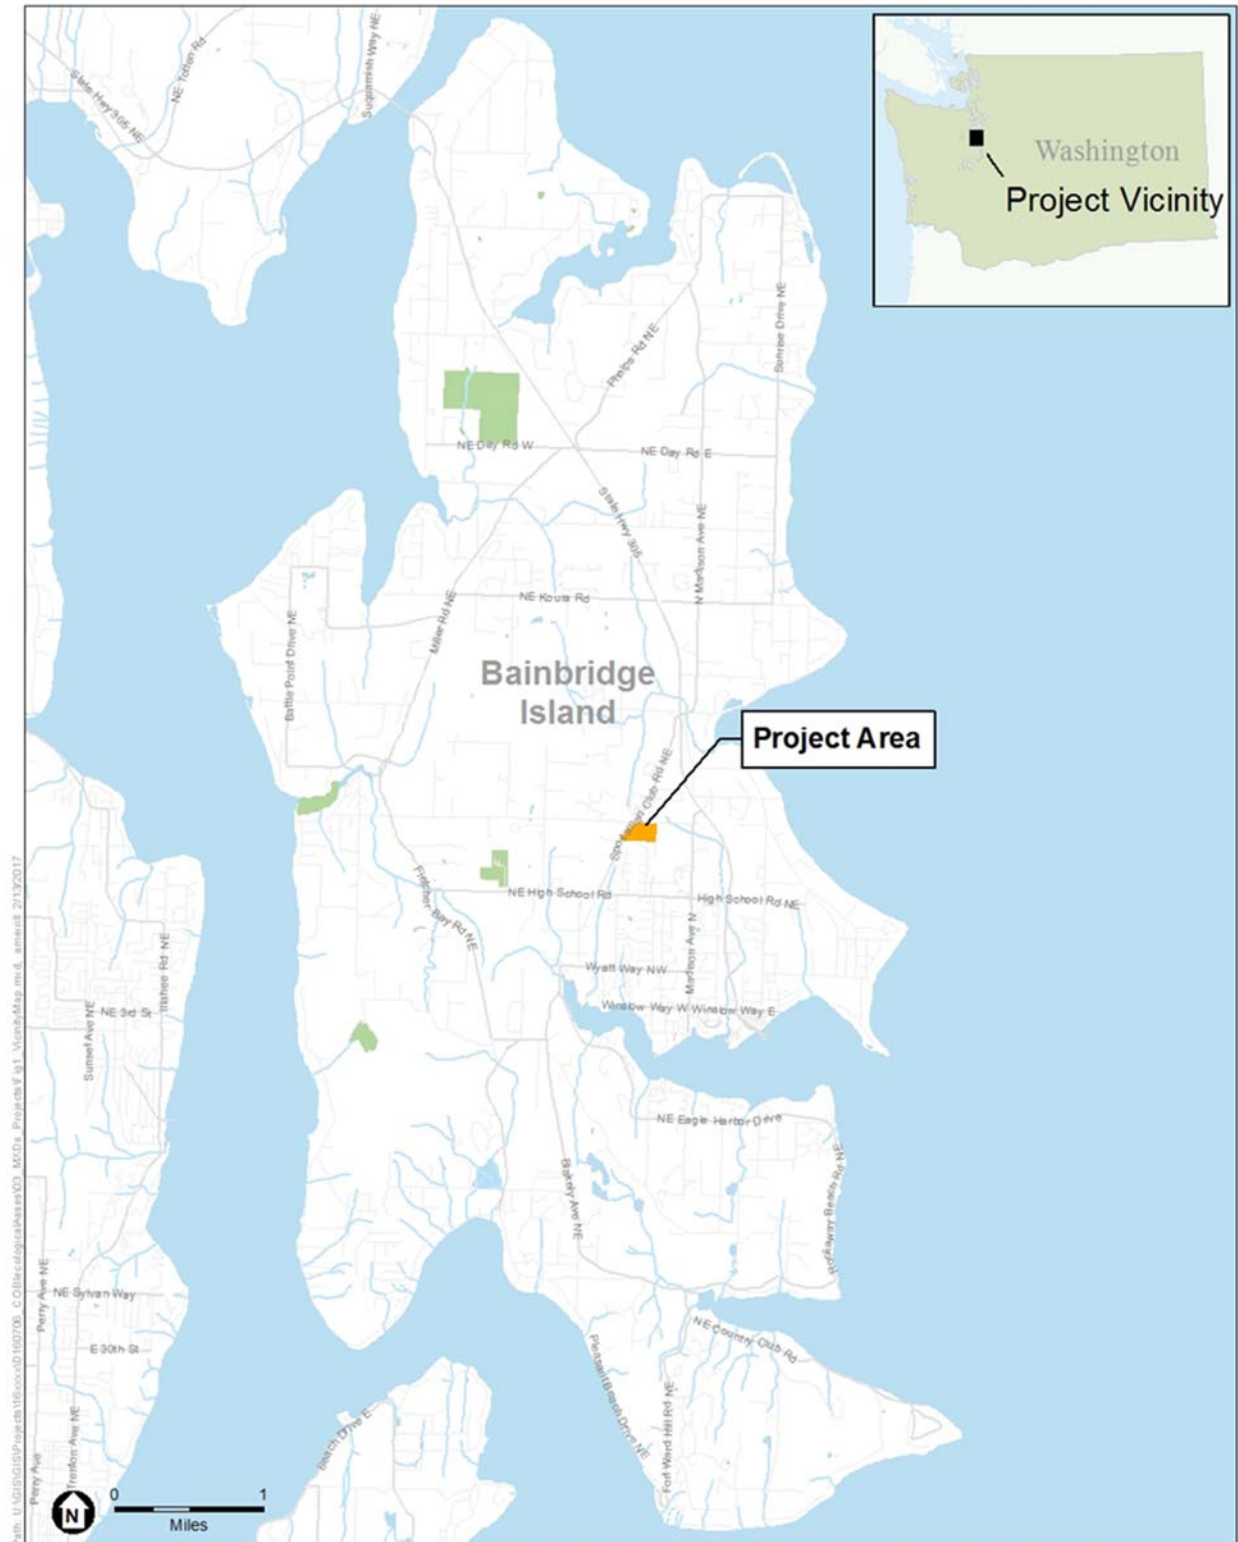 State Hwy 305 NE
NE Totten Rd
Suquamish Way NE
Washington
Project Vicinity
Phelps Rd NE
Sunrise Drive NE
NE Day Rd W
NE Day Rd E
State Hwy 305
N Madison Ave NE
NE Koura Rd
Miller Rd NE
Battle Point Drive NE
Bainbridge
Island
Project Area
Sportsman Club Rd NE
Fletcher Bay Rd NE
NE High School Rd
High School Rd NE
Madison Ave N
Wyatt Way NW
Winslow Way W
Winslow Way E
Illahee Rd NE
NE 3rd St
Sunset Ave NE
NE Eagle Harbor Drive
Rockaway Beach Rd NE
Blakely Ave NE
Perry Ave NE
NE Sylvan Way
E 30th St
NE Country Club Rd
Pleasant Beach Drive NE
Fort Ward Hill Rd NE
Beach Drive E
Trenton Ave NE
Perry Ave
N
0 1
Miles